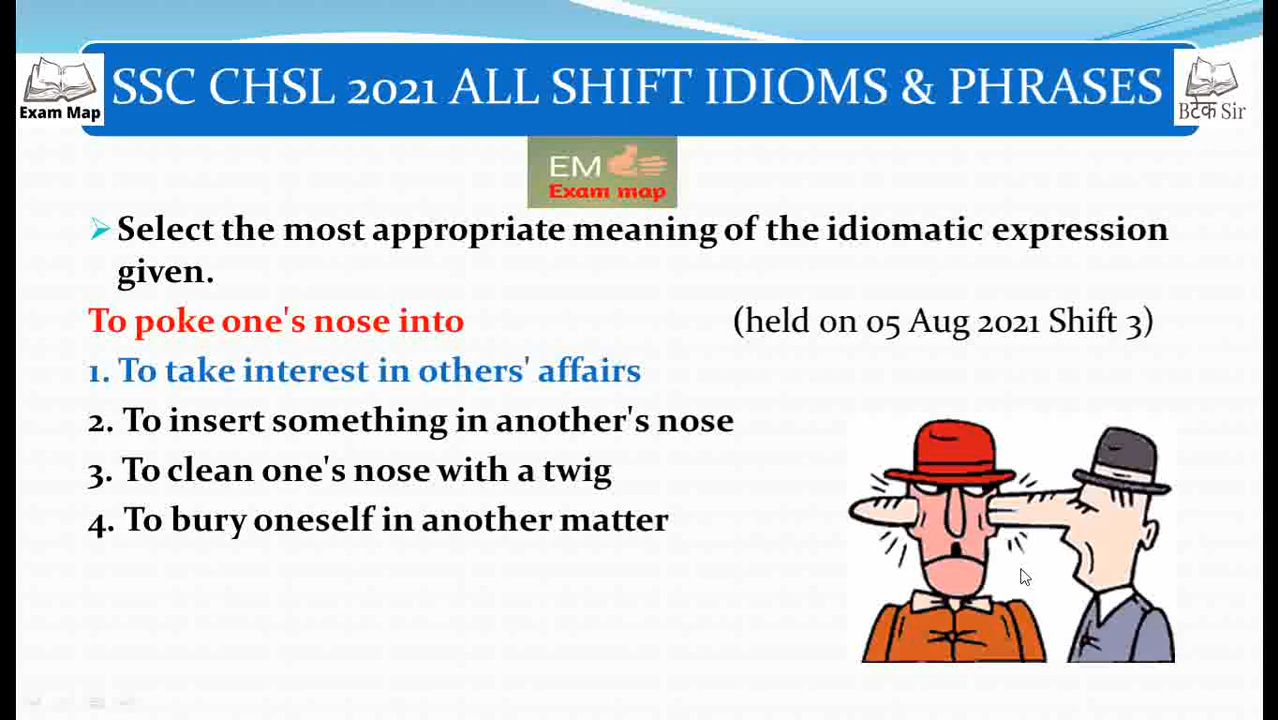 SSC CHSL 2021 ALL SHIFT IDIOMS & PHRASES
Exam Map
Bटेक Sir
EM
Exam map
Select the most appropriate meaning of the idiomatic expression
given.
To poke one's nose into (held on 05 Aug 2021 Shift 3)
1. To take interest in others' affairs
2. To insert something in another's nose
3. To clean one's nose with a twig
4. To bury oneself in another matter